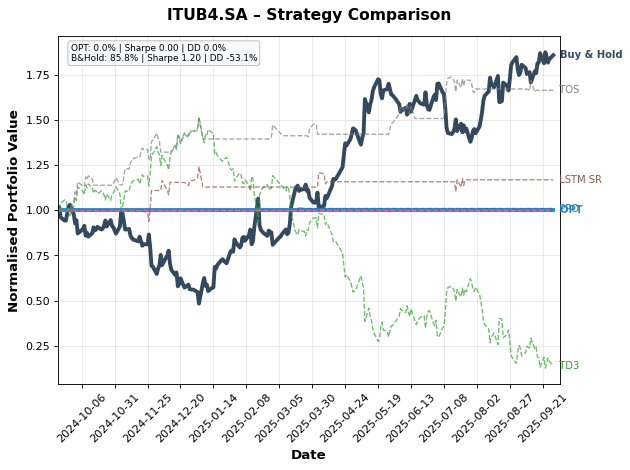 ITUB4.SA – Strategy Comparison
OPT: 0.0% | Sharpe 0.00 | DD 0.0%
B&Hold: 85.8% | Sharpe 1.20 | DD -53.1%
Buy & Hold
TOS
LSTM SR
OPT
TD3
Normalised Portfolio Value
1.75
1.50
1.25
1.00
0.75
0.50
0.25
2024-10-06
2024-10-31
2024-11-25
2024-12-20
2025-01-14
2025-02-08
2025-03-05
2025-03-30
2025-04-24
2025-05-19
2025-06-13
2025-07-08
2025-08-02
2025-08-27
2025-09-21
Date